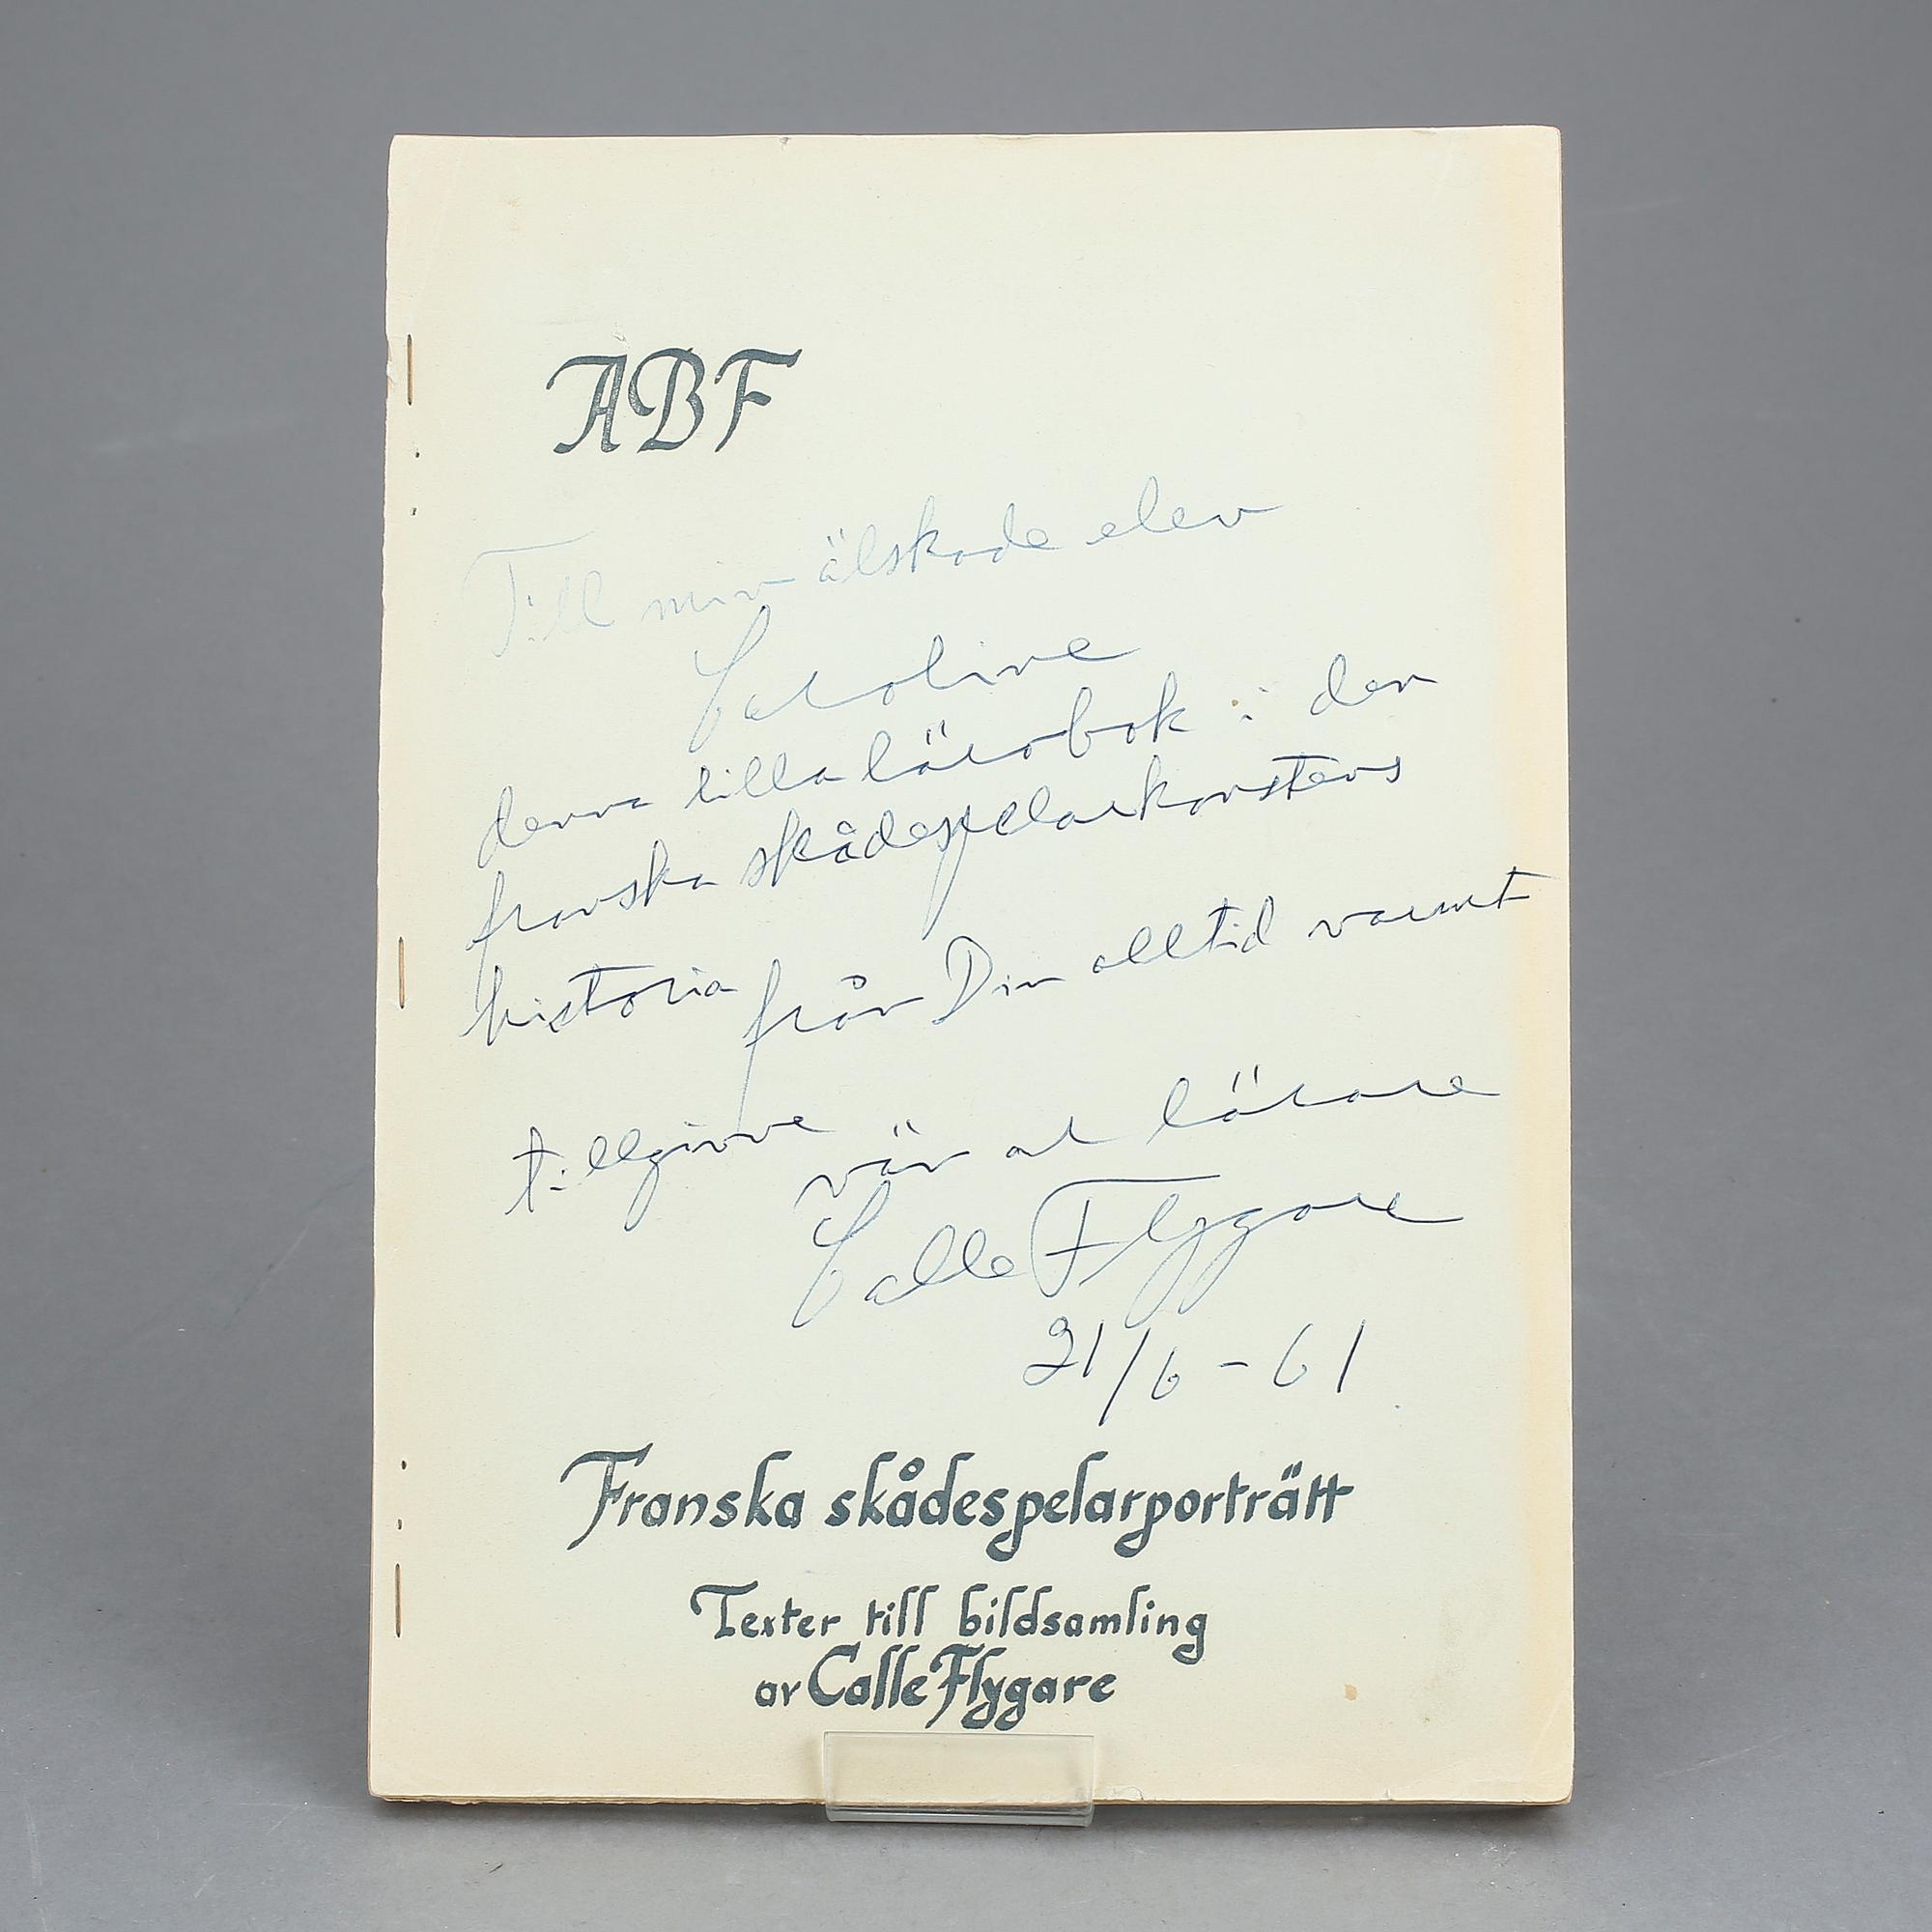 ABF
Till min älskade elev
Caroline
denna lilla lärobok i den
franska skådespelarkonstens
historia från Din alltid varmt
tillgivne
vän och lärare
Calle Flygare
21/6-61
Franska skådespelarporträtt
Texter till bildsamling
av Calle Flygare